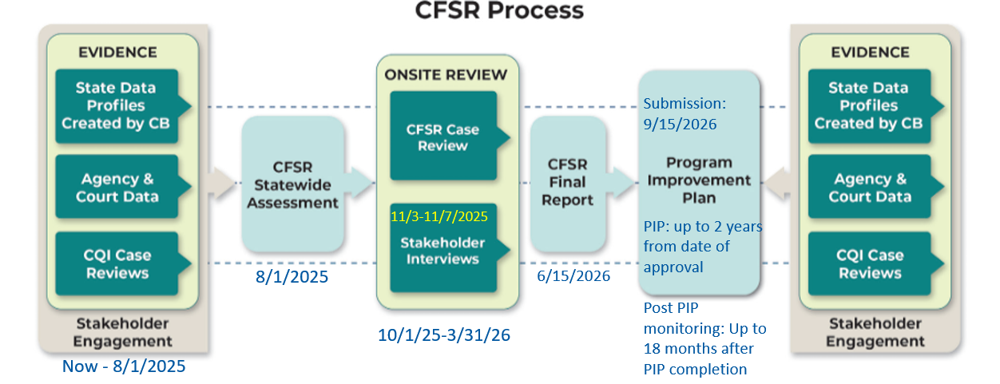 CFSR Process
EVIDENCE
State Data
Profiles
Created by CB
Agency &
Court Data
CQI Case
Reviews
Stakeholder
Engagement
Now - 8/1/2025
CFSR
Statewide
Assessment
8/1/2025
ONSITE REVIEW
CFSR Case
Review
11/3-11/7/2025
Stakeholder
Interviews
10/1/25-3/31/26
CFSR
Final
Report
6/15/2026
Submission:
9/15/2026
Program
Improvement
Plan
PIP: up to 2 years
from date of
approval
Post PIP
monitoring: Up to
18 months after
PIP completion
EVIDENCE
State Data
Profiles
Created by CB
Agency &
Court Data
CQI Case
Reviews
Stakeholder
Engagement